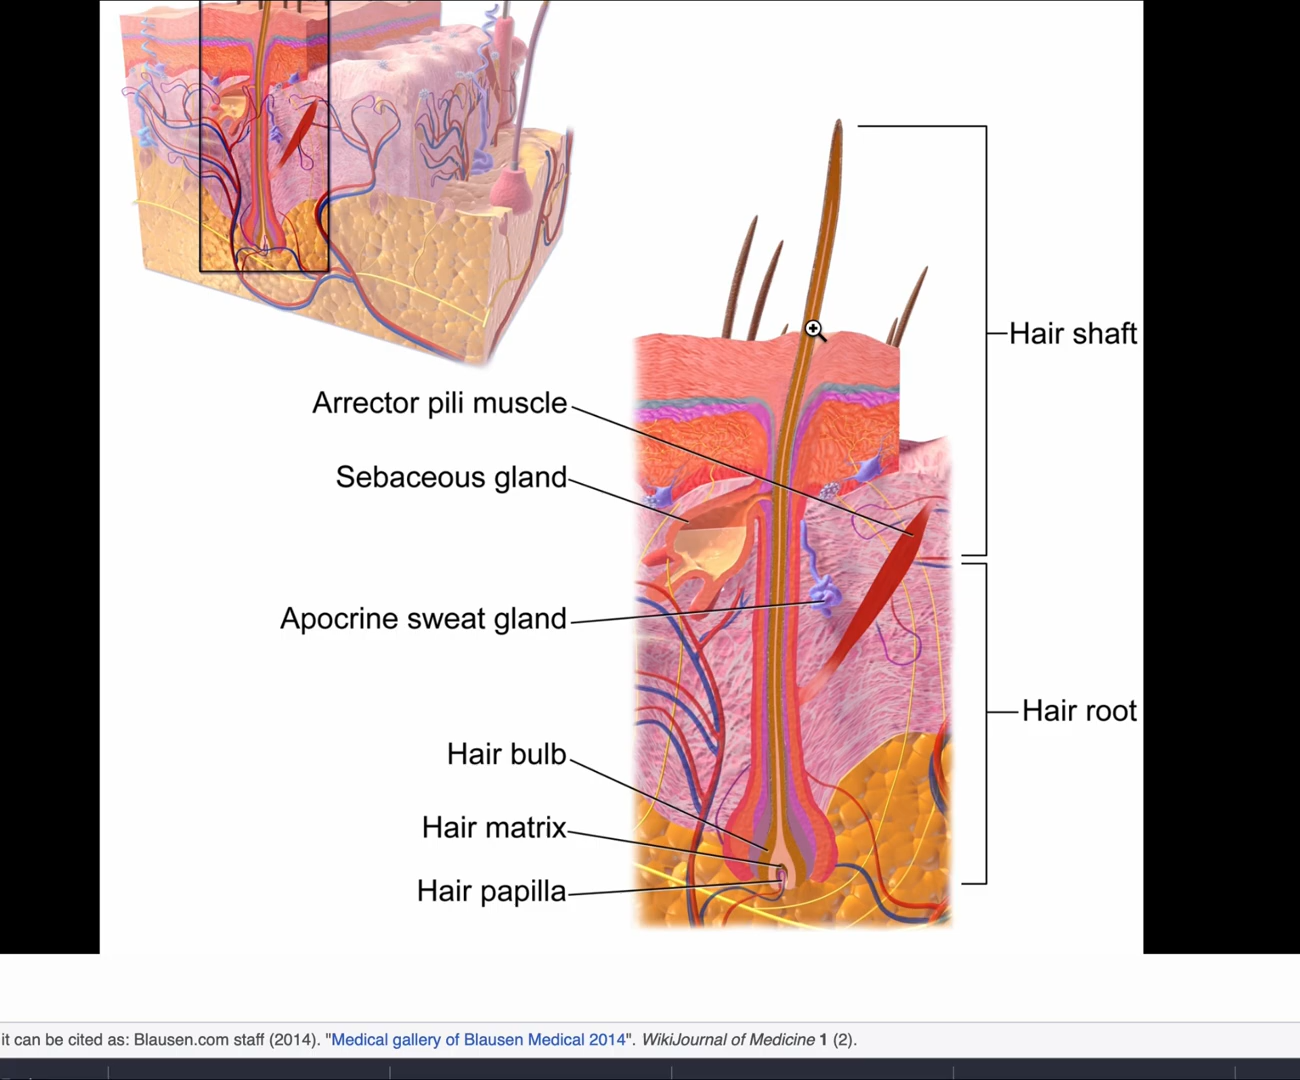 Hair shaft
Arrector pili muscle
Sebaceous gland
Apocrine sweat gland
Hair root
Hair bulb
Hair matrix
Hair papilla
it can be cited as: Blausen.com staff (2014). "Medical gallery of Blausen Medical 2014". WikiJournal of Medicine 1 (2).